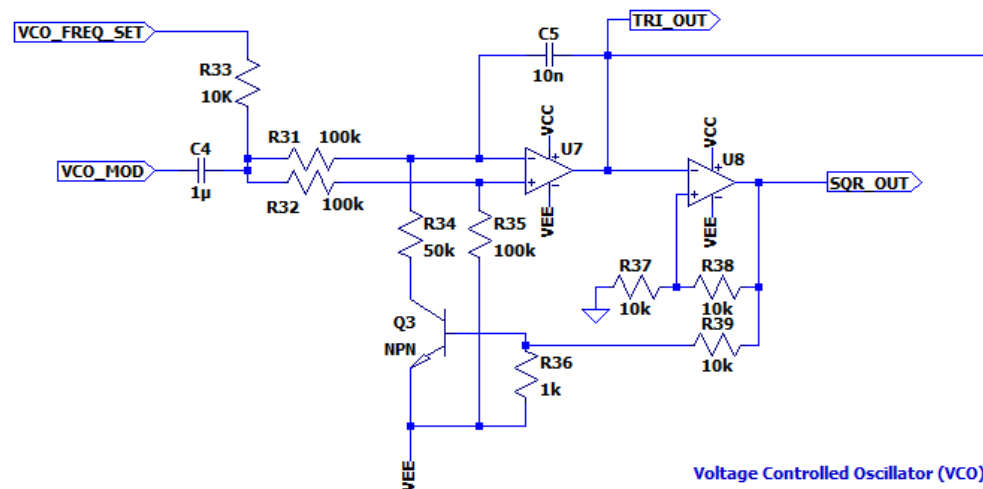 TRI_OUT
VCO_FREQ_SET
C5
10n
R33
10K
VCC
R31 100k
U7
VCC
C4
U8
VCO_MOD
1µ
SQR_OUT
R32 100k
VEE
R34
50k
R35
100k
VEE
R37
10k
R38
10k
R39
10k
Q3
NPN
R36
1k
VEE
Voltage Controlled Oscillator (VCO)